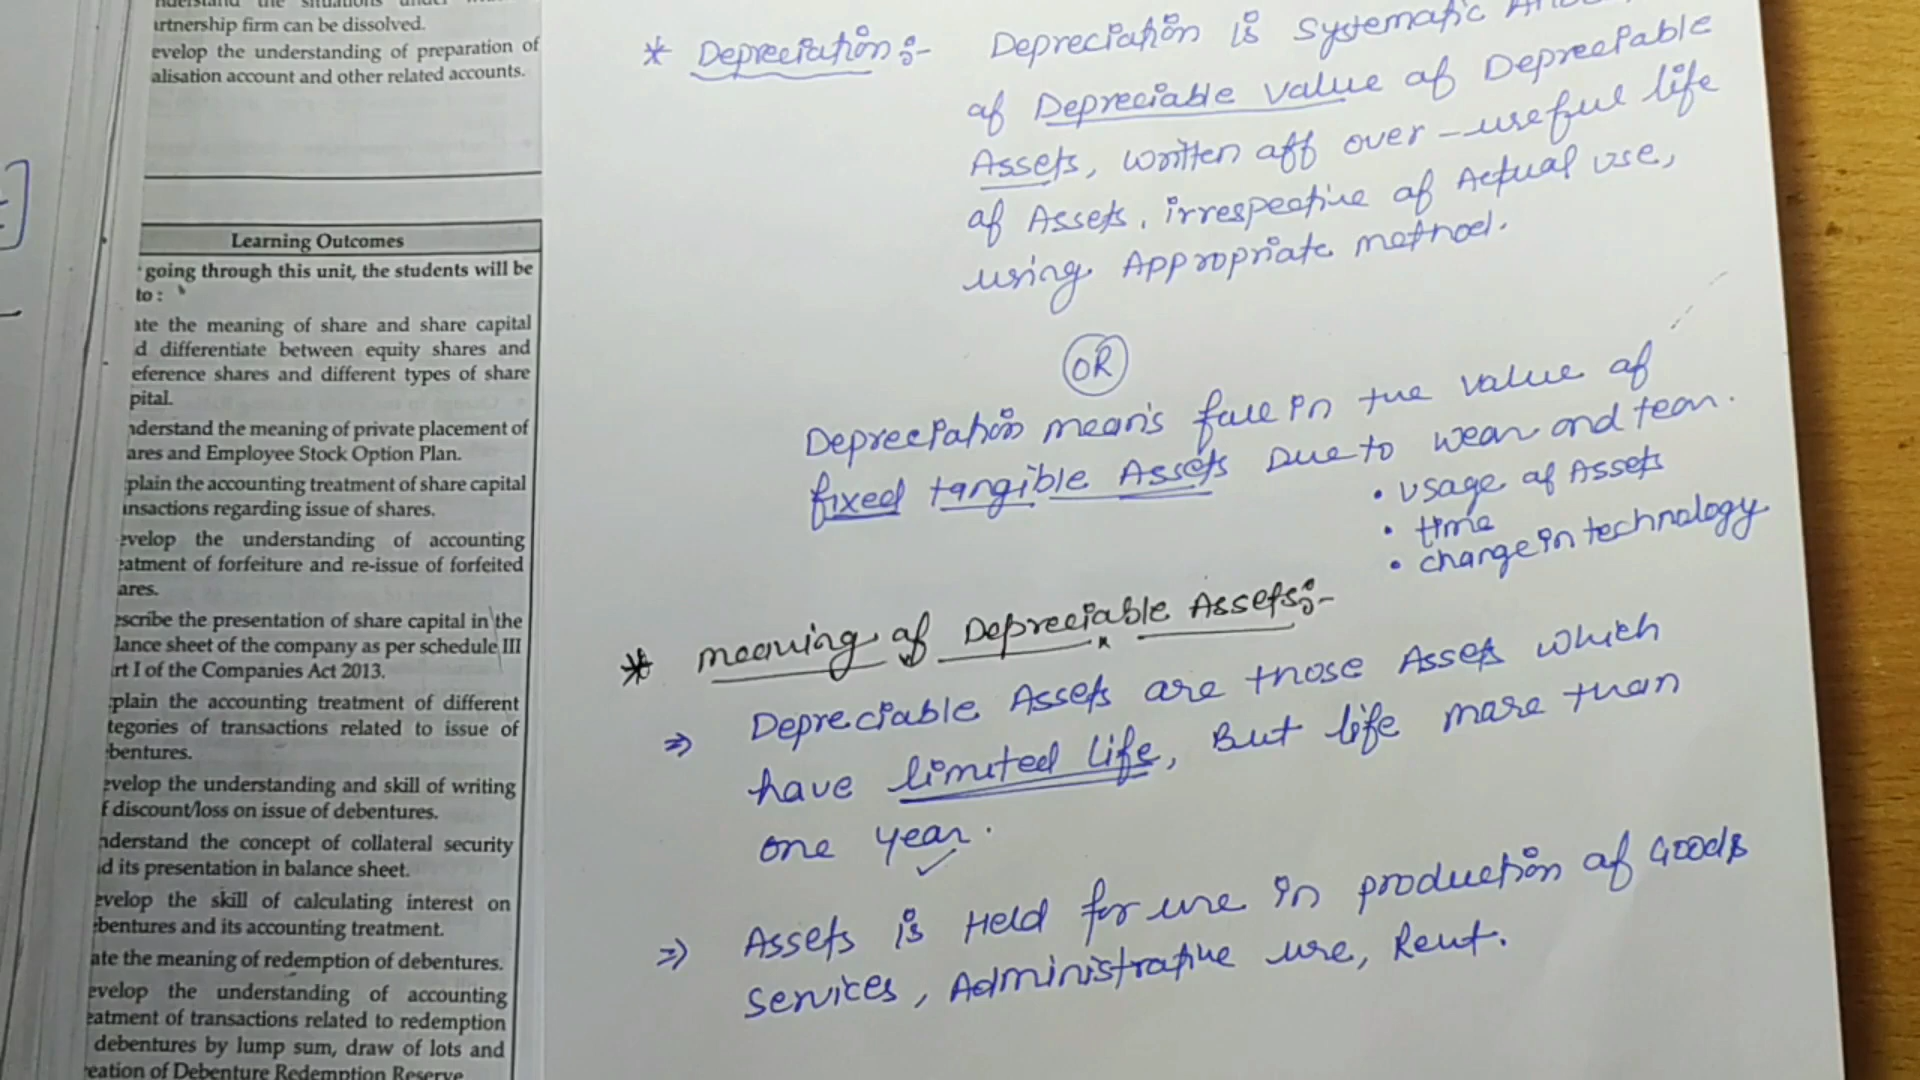 rtnership firm can be dissolved.
evelop the understanding of preparation of
alisation account and other related accounts.
Learning Outcomes
going through this unit, the students will be
to :
ate the meaning of share and share capital
d differentiate between equity shares and
eference shares and different types of share
pital.
nderstand the meaning of private placement of
ares and Employee Stock Option Plan.
plain the accounting treatment of share capital
ansactions regarding issue of shares.
evelop the understanding of accounting
eatment of forfeiture and re-issue of forfeited
ares.
escribe the presentation of share capital in the
lance sheet of the company as per schedule III
rt I of the Companies Act 2013.
plain the accounting treatment of different
tegories of transactions related to issue of
bentures.
evelop the understanding and skill of writing
f discount/loss on issue of debentures.
nderstand the concept of collateral security
d its presentation in balance sheet.
evelop the skill of calculating interest on
ebentures and its accounting treatment.
ate the meaning of redemption of debentures.
evelop the understanding of accounting
eatment of transactions related to redemption
debentures by lump sum, draw of lots and
reation of Debenture Redemption Reserve
* Depreciation :- Depreciation is Systematic
of Depreciable value of Depreciable
Assets, written off over - useful life
of Assets, irrespective of Actual use,
using Appropriate method.
OR
Depreciation means fall in the value of
fixed tangible Assets Due to wear and tear.
• usage of Assets
• time
• change in technology
* meaning of Depreciable Assets :-
⇒ Depreciable Assets are those Assets which
have limited life, But life more than
one year.
⇒ Assets is Held for use in production of Goods
services, Administrative use, Rent.